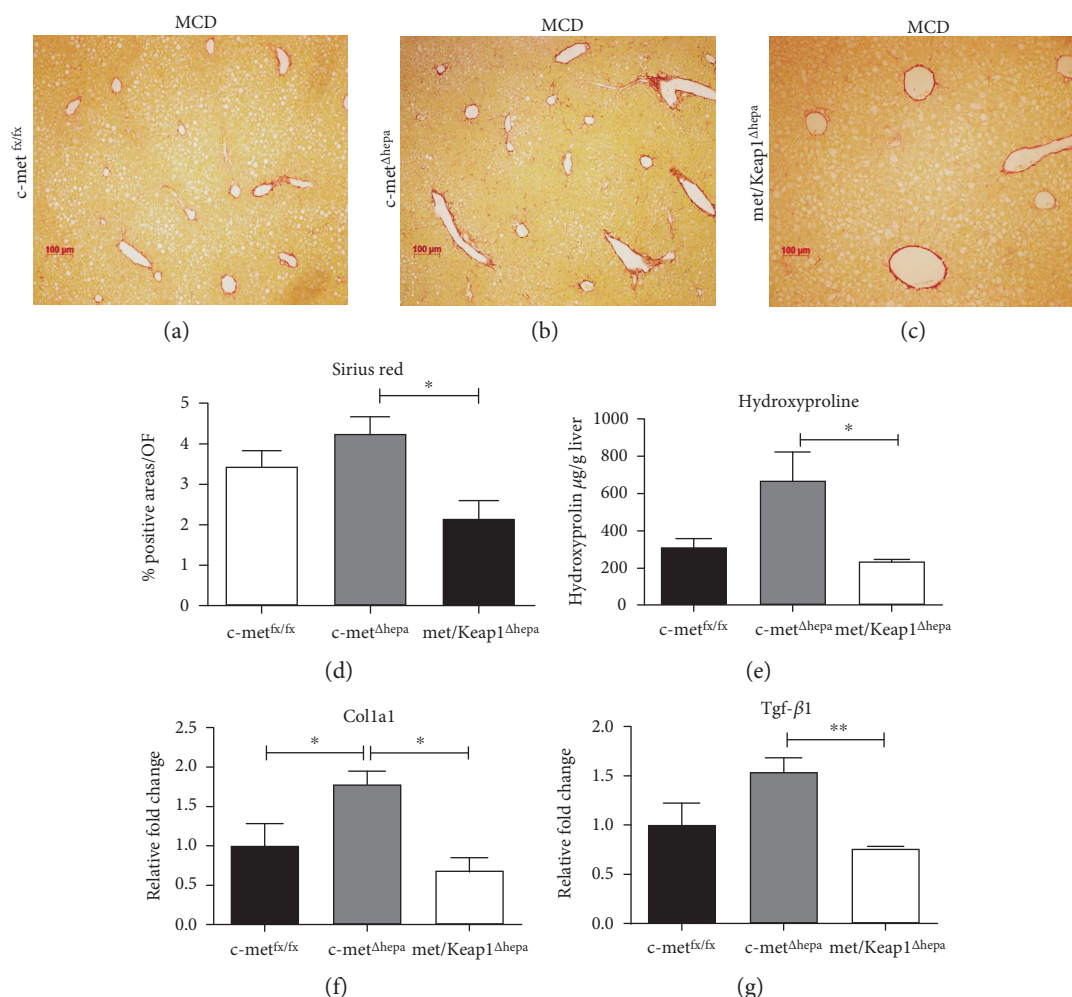 MCD
MCD
MCD
c-met fx/fx
c-metΔhepa
met/Keap1Δhepa
100 µm
100 µm
100 µm
(a)
(b)
(c)
Sirius red
*
% positive areas/OF
5
4
3
2
1
0
c-metfx/fx
c-metΔhepa
met/Keap1Δhepa
(d)
Hydroxyproline
*
Hydroxyprolin µg/g liver
1000
800
600
400
200
0
c-metfx/fx
c-metΔhepa
met/Keap1Δhepa
(e)
Col1a1
*
*
Relative fold change
2.5
2.0
1.5
1.0
0.5
0.0
c-metfx/fx
c-metΔhepa
met/Keap1Δhepa
(f)
Tgf-β1
**
Relative fold change
2.0
1.5
1.0
0.5
0.0
c-metfx/fx
c-metΔhepa
met/Keap1Δhepa
(g)